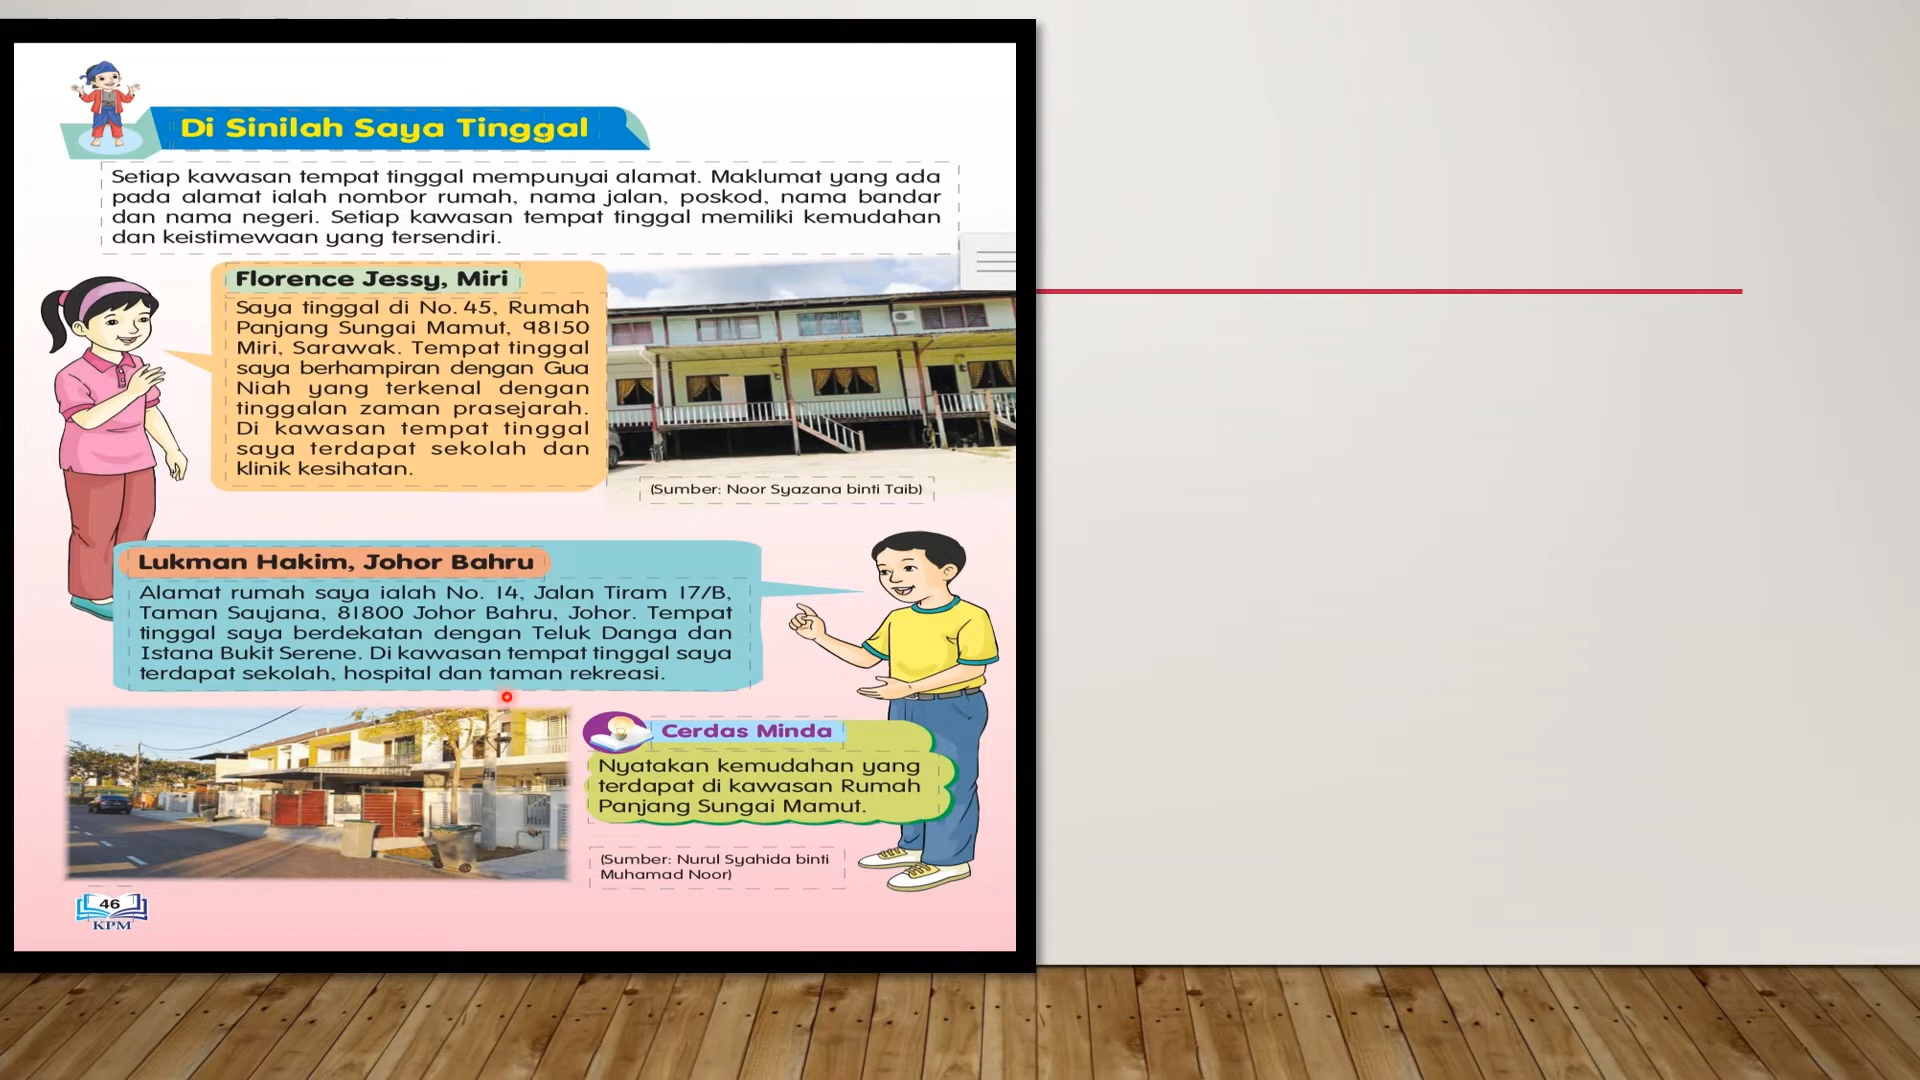 Di Sinilah Saya Tinggal
Setiap kawasan tempat tinggal mempunyai alamat. Maklumat yang ada
pada alamat ialah nombor rumah, nama jalan, poskod, nama bandar
dan nama negeri. Setiap kawasan tempat tinggal memiliki kemudahan
dan keistimewaan yang tersendiri.
Florence Jessy, Miri
Saya tinggal di No. 45, Rumah
Panjang Sungai Mamut, 98150
Miri, Sarawak. Tempat tinggal
saya berhampiran dengan Gua
Niah yang terkenal dengan
tinggalan zaman prasejarah.
Di kawasan tempat tinggal
saya terdapat sekolah dan
klinik kesihatan.
(Sumber: Noor Syazana binti Taib)
Lukman Hakim, Johor Bahru
Alamat rumah saya ialah No. 14, Jalan Tiram 17/B,
Taman Saujana, 81800 Johor Bahru, Johor. Tempat
tinggal saya berdekatan dengan Teluk Danga dan
Istana Bukit Serene. Di kawasan tempat tinggal saya
terdapat sekolah, hospital dan taman rekreasi.
Cerdas Minda
Nyatakan kemudahan yang
terdapat di kawasan Rumah
Panjang Sungai Mamut.
(Sumber: Nurul Syahida binti
Muhamad Noor)
46
KPM